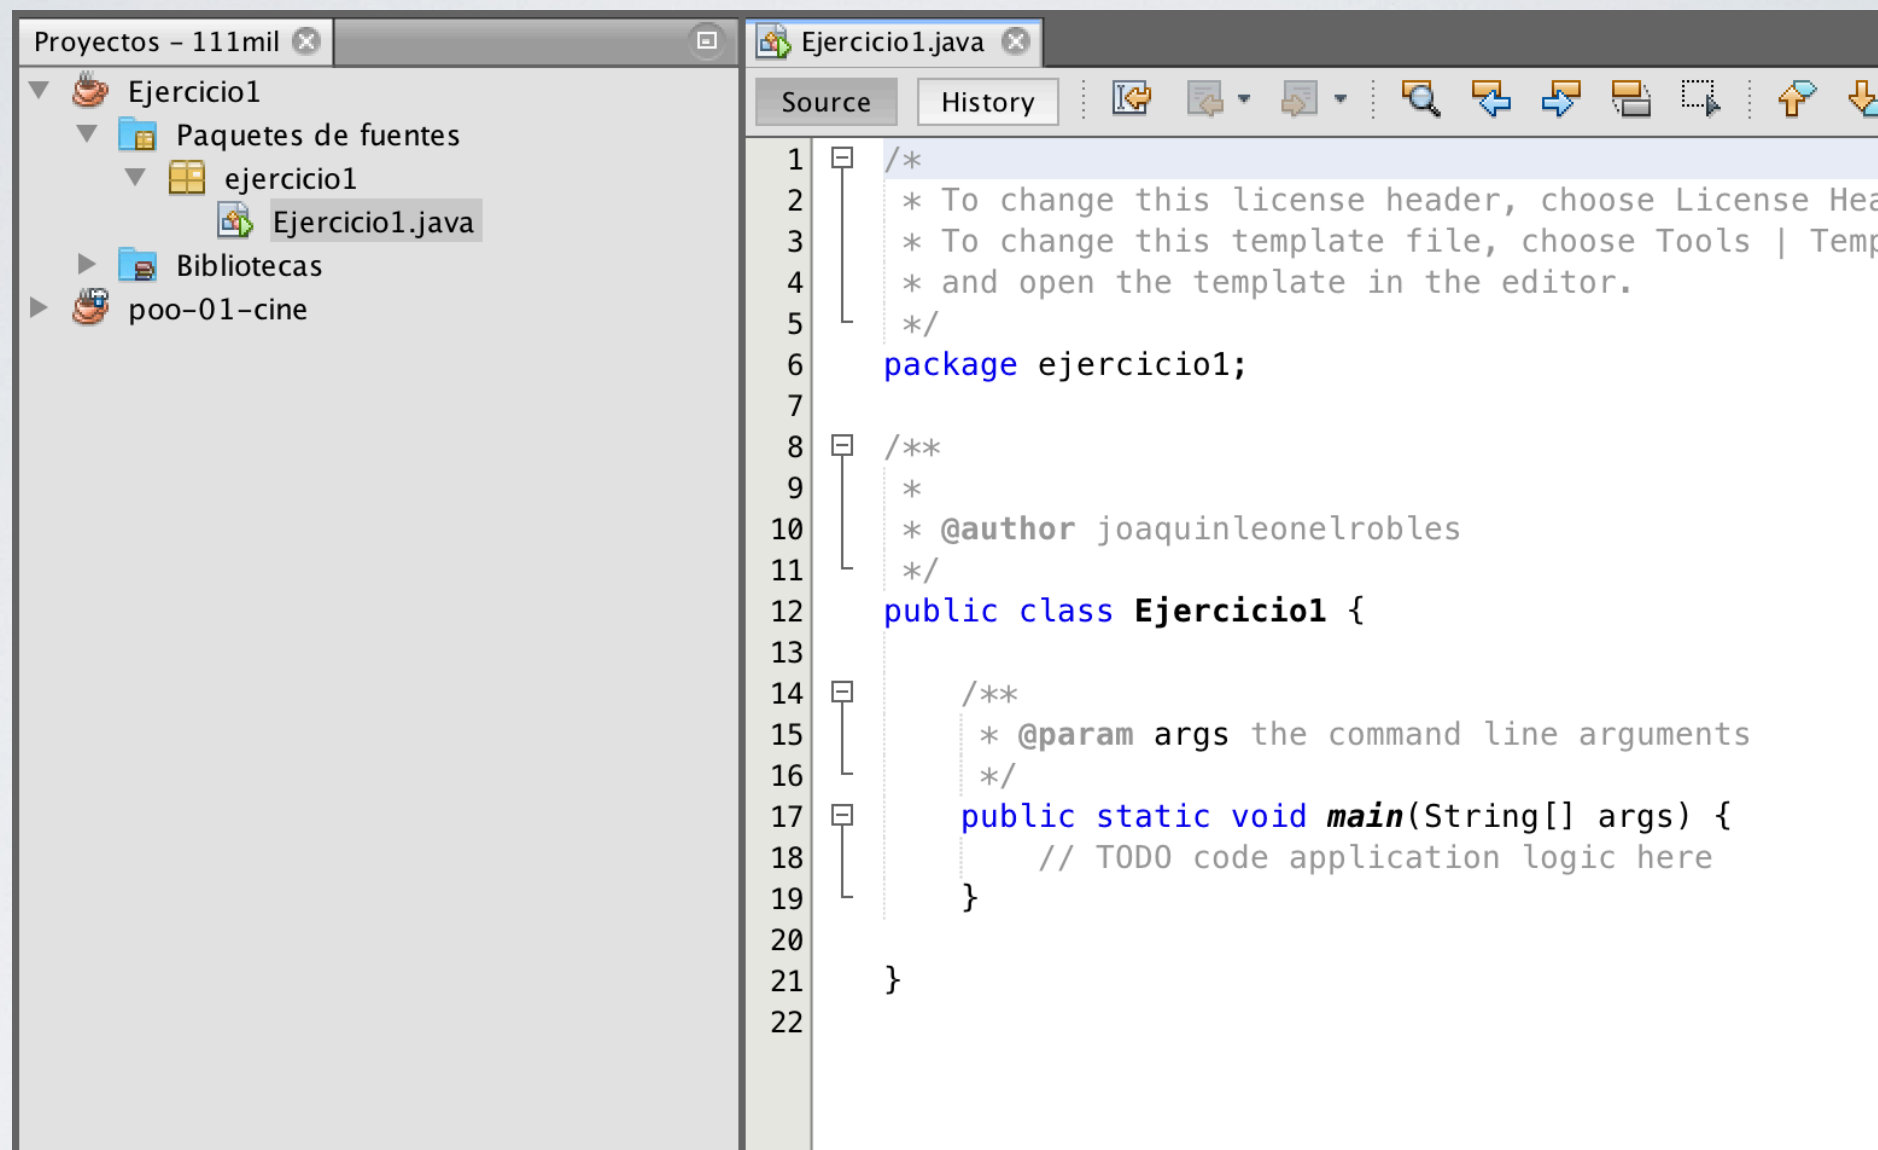 Proyectos – 111mil
Ejercicio1
Paquetes de fuentes
ejercicio1
Ejercicio1.java
Bibliotecas
poo-01-cine
Ejercicio1.java
Source
History
1 /*
2 * To change this license header, choose License
3 * To change this template file, choose Tools |
4 * and open the template in the editor.
5 */
6 package ejercicio1;
7
8 /**
9 *
10 * @author joaquinleonelrobles
11 */
12 public class Ejercicio1 {
13
14 /**
15 * @param args the command line arguments
16 */
17 public static void main(String[] args) {
18 // TODO code application logic here
19 }
20
21 }
22